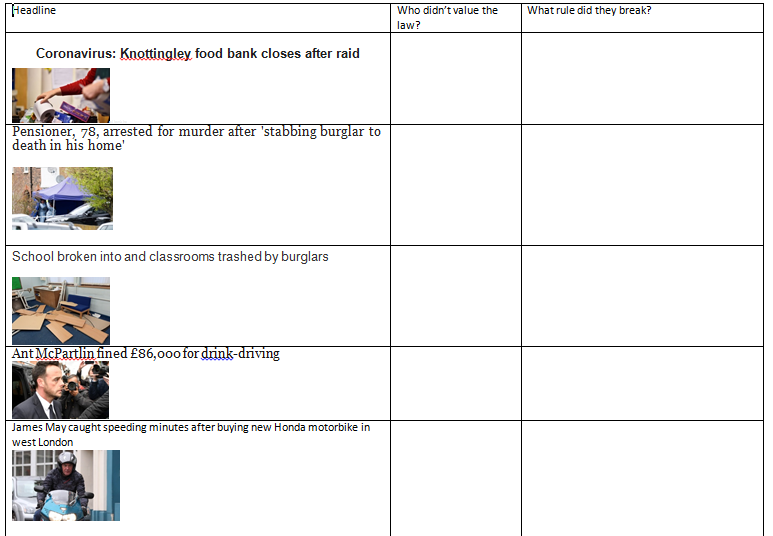 Headline
Who didn't value the
law?
What rule did they break?
Coronavirus: Knottingley food bank closes after raid
Pensioner, 78, arrested for murder after 'stabbing burglar to
death in his home'
School broken into and classrooms trashed by burglars
Ant McPartlin fined £86,000 for drink-driving
James May caught speeding minutes after buying new Honda motorbike in
west London